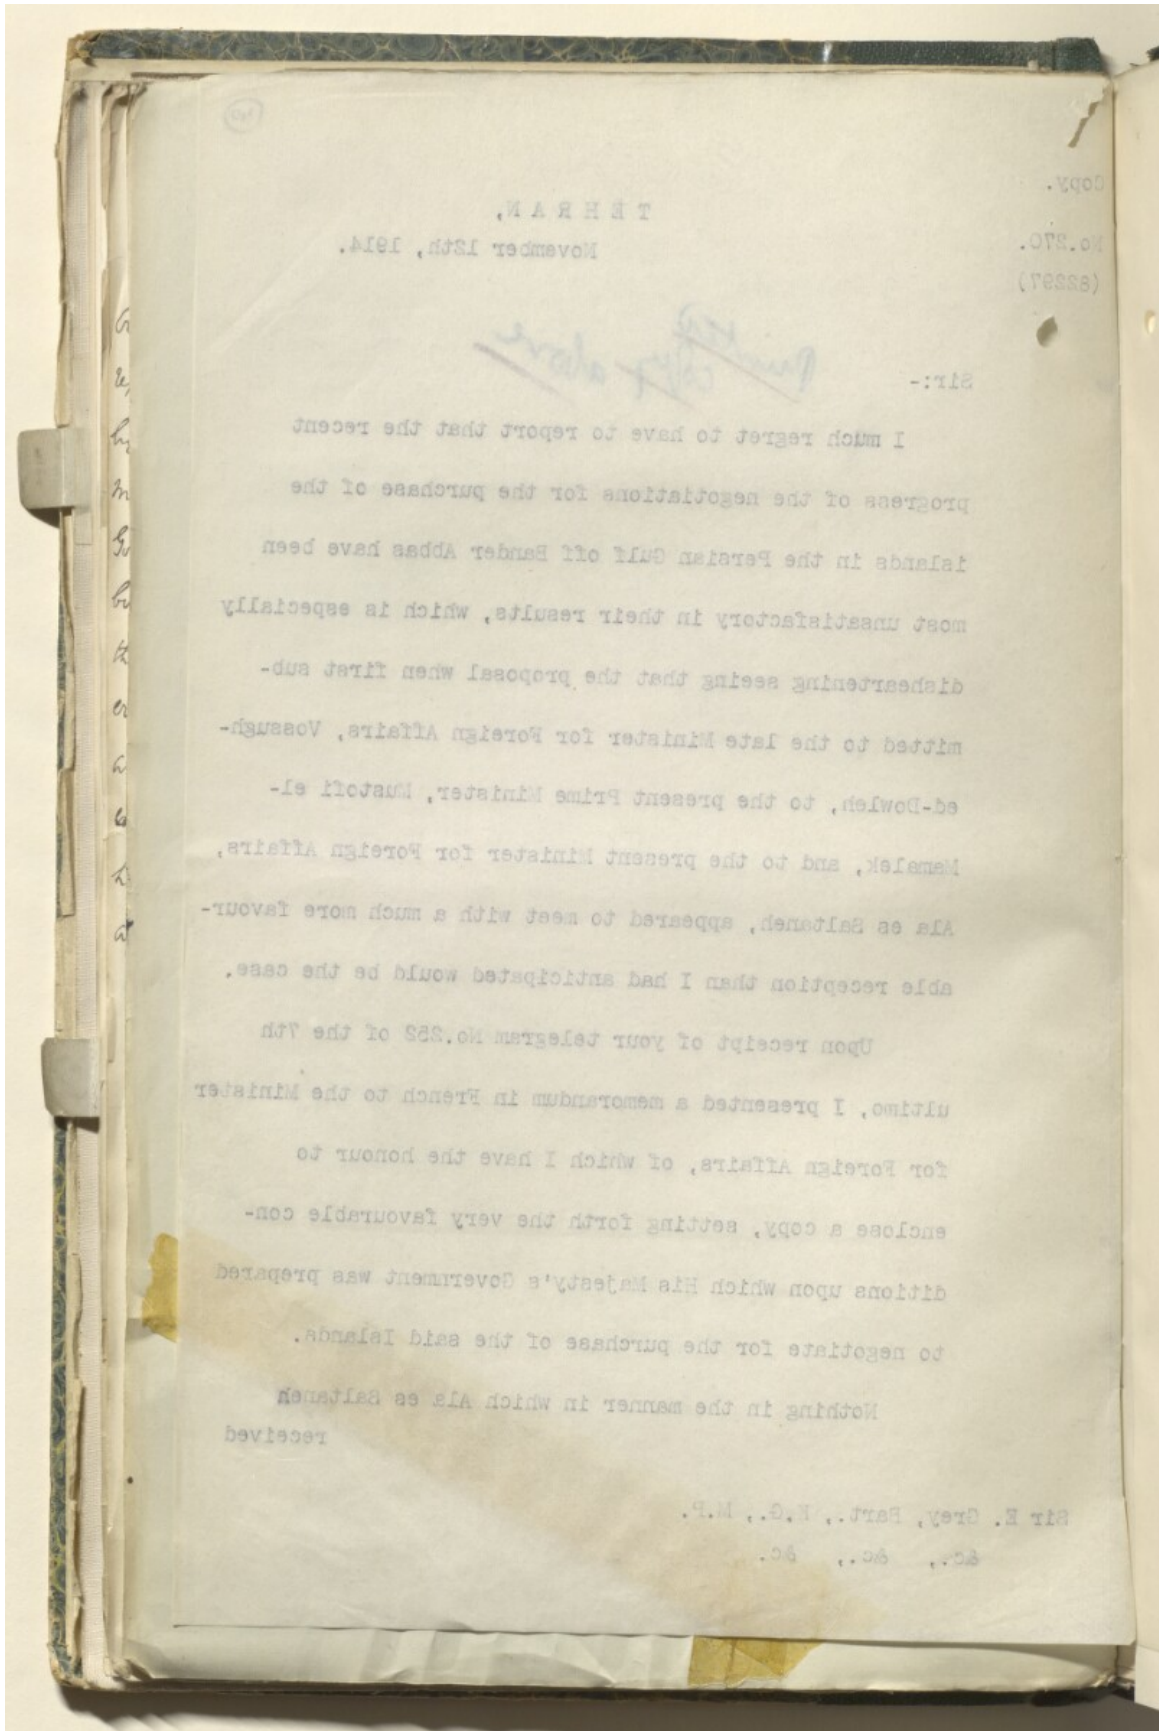 Copy.
TEHRAN,
No.270.
November 12th, 1914.
(82297)
copy above
Sir:-
I much regret to have to report that the recent
progress of the negotiations for the purchase of the
islands in the Persian Gulf off Bander Abbas have been
most unsatisfactory in their results, which is especially
disheartening seeing that the proposal when first sub-
mitted to the late Minister for Foreign Affairs, Vossugh-
ed-Dowleh, to the present Prime Minister, Mustofi el-
Mamalek, and to the present Minister for Foreign Affairs,
Ala es Saltaneh, appeared to meet with a much more favour-
able reception than I had anticipated would be the case.
Upon receipt of your telegram No.252 of the 7th
ultimo, I presented a memorandum in French to the Minister
for Foreign Affairs, of which I have the honour to
enclose a copy, setting forth the very favourable con-
ditions upon which His Majesty's Government was prepared
to negotiate for the purchase of the said Islands.
Nothing in the manner in which Ala es Saltaneh
received
Sir E. Grey, Bart., K.G., M.P.
&c., &c., &c.